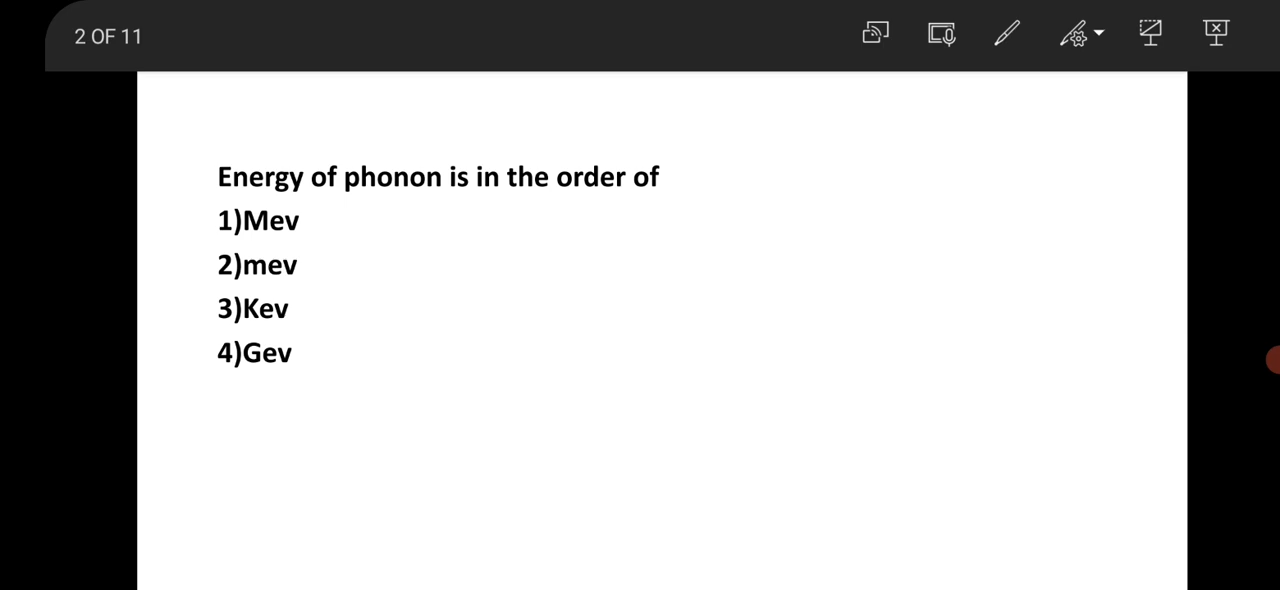 2 OF 11
Energy of phonon is in the order of
1)Mev
2)mev
3)Kev
4)Gev